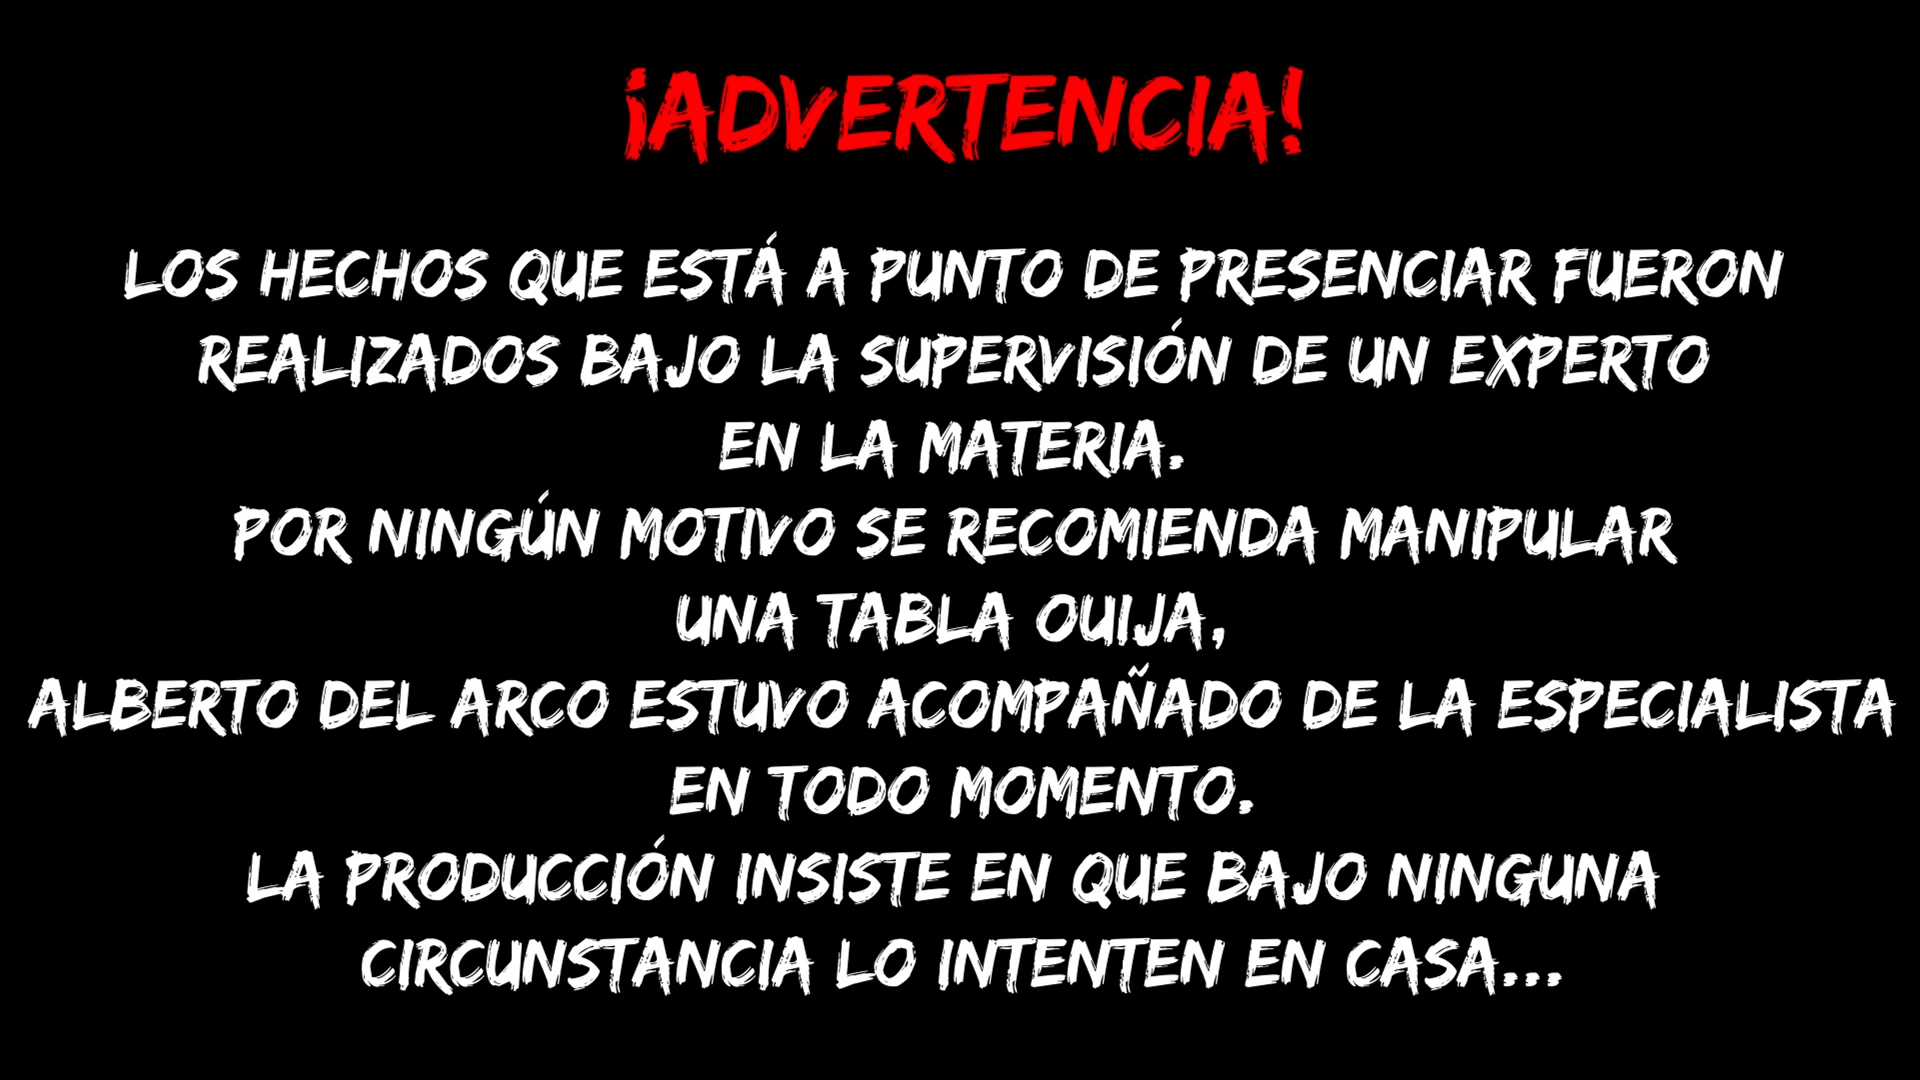 ¡ADVERTENCIA!
LOS HECHOS QUE ESTÁ A PUNTO DE PRESENCIAR FUERON
REALIZADOS BAJO LA SUPERVISIÓN DE UN EXPERTO
EN LA MATERIA.
POR NINGÚN MOTIVO SE RECOMIENDA MANIPULAR
UNA TABLA OUIJA,
ALBERTO DEL ARCO ESTUVO ACOMPAÑADO DE LA ESPECIALISTA
EN TODO MOMENTO.
LA PRODUCCIÓN INSISTE EN QUE BAJO NINGUNA
CIRCUNSTANCIA LO INTENTEN EN CASA...